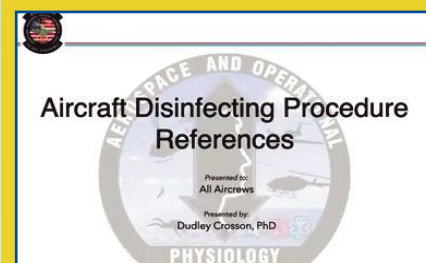 AEROSPACE AND OPERATIONAL
Aircraft Disinfecting Procedure
References
Presented to:
All Aircrews
Presented by:
Dudley Crosson, PhD
PHYSIOLOGY